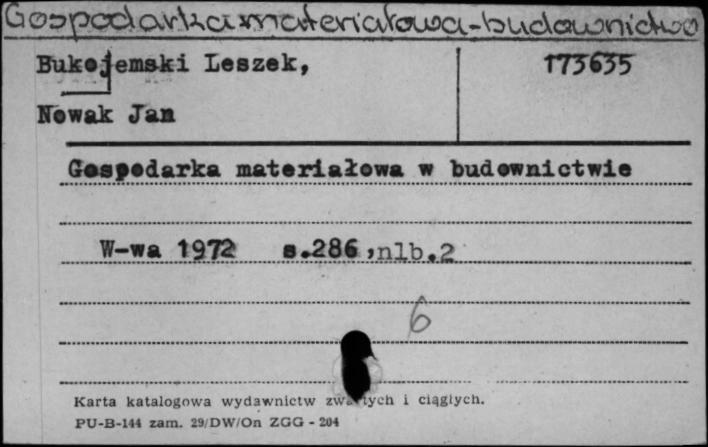 Gospodarka materiałowa-budownictwo
Bukojemski Leszek, 173635
Nowak Jan
Gospodarka materiałowa w budownictwie
W-wa 1972 s.286,nlb.2
6
Karta katalogowa wydawnictw zwartych i ciągłych.
PU-B-144 zam. 29/DW/On ZGG - 204